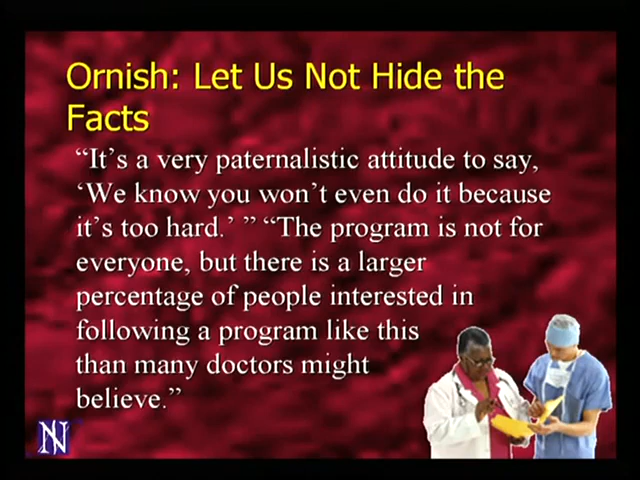 Ornish: Let Us Not Hide the
Facts
“It’s a very paternalistic attitude to say,
‘We know you won’t even do it because
it’s too hard.’ ” “The program is not for
everyone, but there is a larger
percentage of people interested in
following a program like this
than many doctors might
believe.”
N